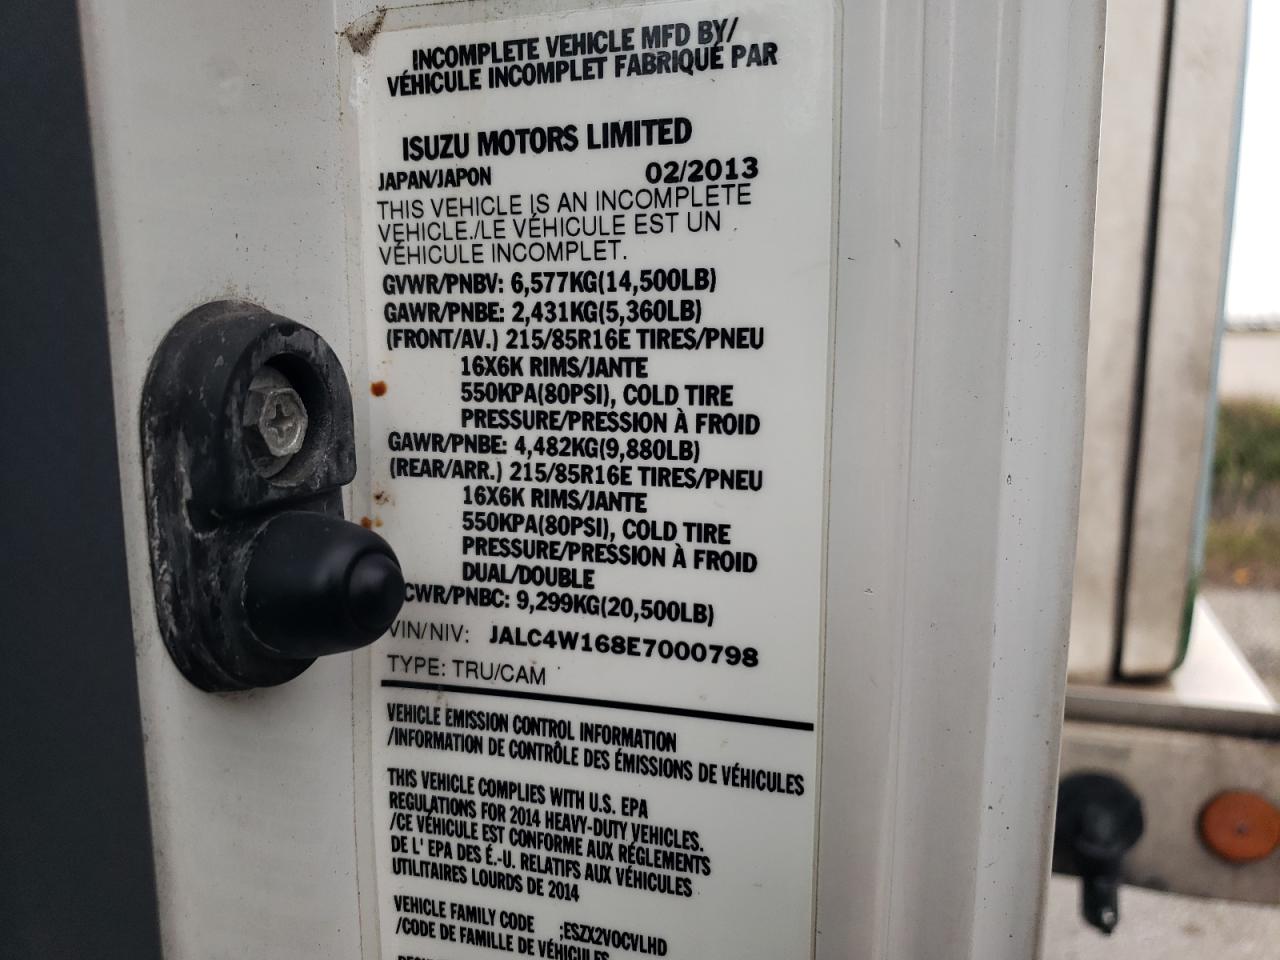 INCOMPLETE VEHICLE MFD BY/
VÉHICULE INCOMPLET FABRIQUÉ PAR
ISUZU MOTORS LIMITED
JAPAN/JAPON 02/2013
THIS VEHICLE IS AN INCOMPLETE
VEHICLE./LE VÉHICULE EST UN
VÉHICULE INCOMPLET.
GVWR/PNBV: 6,577KG(14,500LB)
GAWR/PNBE: 2,431KG(5,360LB)
(FRONT/AV.) 215/85R16E TIRES/PNEU
16X6K RIMS/JANTE
550KPA(80PSI), COLD TIRE
PRESSURE/PRESSION À FROID
GAWR/PNBE: 4,482KG(9,880LB)
(REAR/ARR.) 215/85R16E TIRES/PNEU
16X6K RIMS/JANTE
550KPA(80PSI), COLD TIRE
PRESSURE/PRESSION À FROID
DUAL/DOUBLE
CWR/PNBC: 9,299KG(20,500LB)
VIN/NIV: JALC4W168E7000798
TYPE: TRU/CAM
VEHICLE EMISSION CONTROL INFORMATION
/INFORMATION DE CONTRÔLE DES ÉMISSIONS DE VÉHICULES
THIS VEHICLE COMPLIES WITH U.S. EPA
REGULATIONS FOR 2014 HEAVY-DUTY VEHICLES.
/CE VÉHICULE EST CONFORME AUX RÉGLEMENTS
DE L' EPA DES É.-U. RELATIFS AUX VÉHICULES
UTILITAIRES LOURDS DE 2014
VEHICLE FAMILY CODE ;ESZX2VOCVLHD
/CODE DE FAMILLE DE VÉHICULES